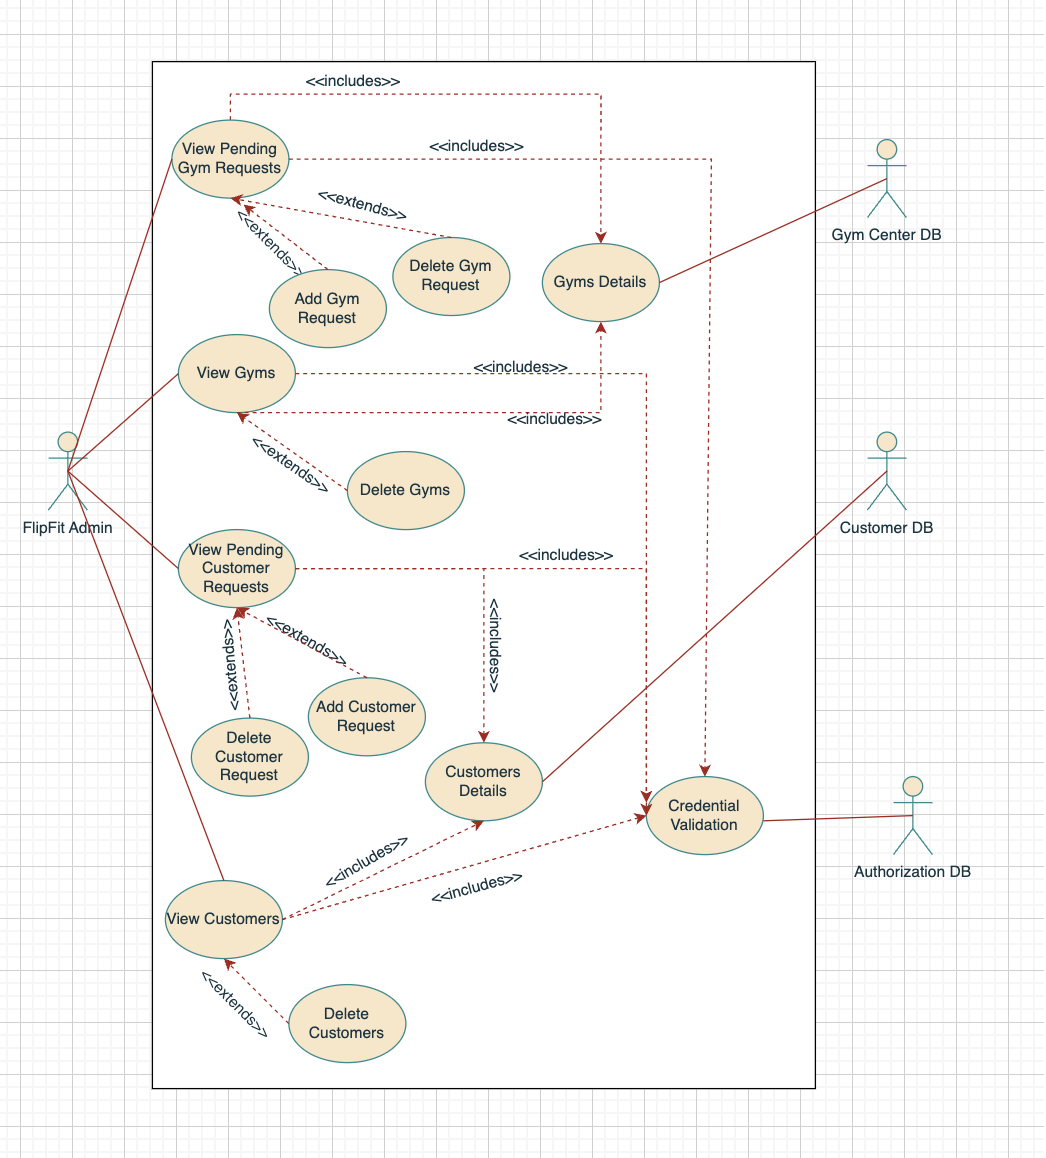 <<includes>>
View Pending
Gym Requests
<<includes>>
<<extends>>
<<extends>>
Delete Gym
Request
Add Gym
Request
Gyms Details
Gym Center DB
View Gyms
<<includes>>
<<includes>>
<<extends>>
Delete Gyms
FlipFit Admin
Customer DB
View Pending
Customer
Requests
<<includes>>
<<includes>>
<<extends>>
<<extends>>
Add Customer
Request
Delete
Customer
Request
Customers
Details
Credential
Validation
Authorization DB
<<includes>>
<<includes>>
View Customers
<<extends>>
Delete
Customers